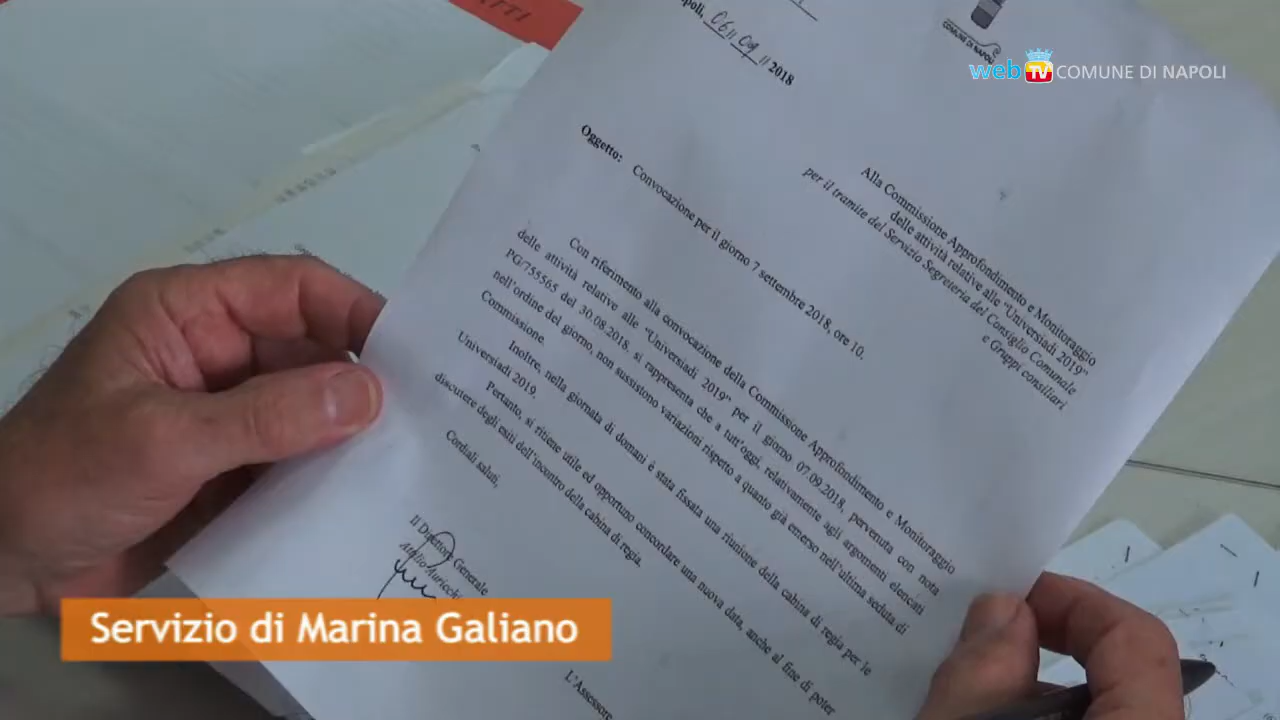 web TV COMUNE DI NAPOLI
COMUNE DI NAPOLI
06 // 09 // 2018
Alla Commissione Approfondimento e Monitoraggio
delle attività relative alle "Universiadi 2019"
per il tramite del Servizio Segreteria del Consiglio Comunale
e Gruppi consiliari
Oggetto: Convocazione per il giorno 7 settembre 2018, ore 10.
Con riferimento alla convocazione della Commissione Approfondimento e Monitoraggio
delle attività relative alle "Universiadi 2019" per il giorno 07.09.2018, pervenuta con nota
PG/755565 del 30.08.2018, si rappresenta che a tutt'oggi, relativamente agli argomenti elencati
nell'ordine del giorno, non sussistono variazioni rispetto a quanto già emerso nell'ultima seduta di
Commissione.
Inoltre, nella giornata di domani è stata fissata una riunione della cabina di regia per le
Universiadi 2019.
Pertanto, si ritiene utile ed opportuno concordare una nuova data, anche al fine di poter
discutere degli esiti dell'incontro della cabina di regia.
Cordiali saluti,
Il Direttore Generale
Attilio Auricchio
L'Assessore
Servizio di Marina Galiano